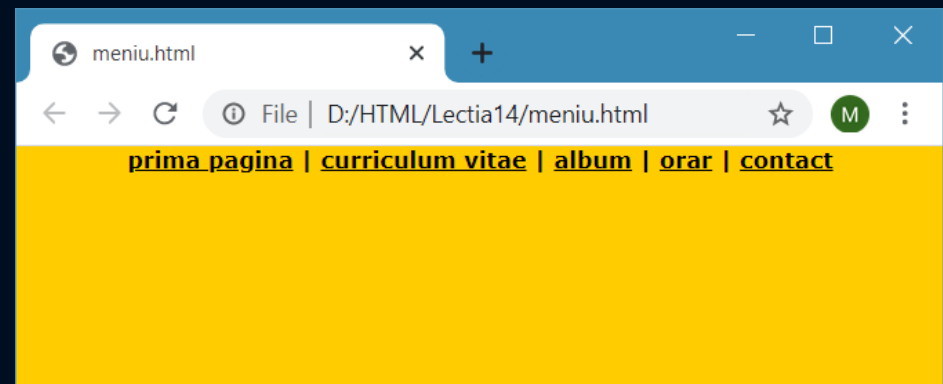 meniu.html
File | D:/HTML/Lectia14/meniu.html
M
prima pagina | curriculum vitae | album | orar | contact